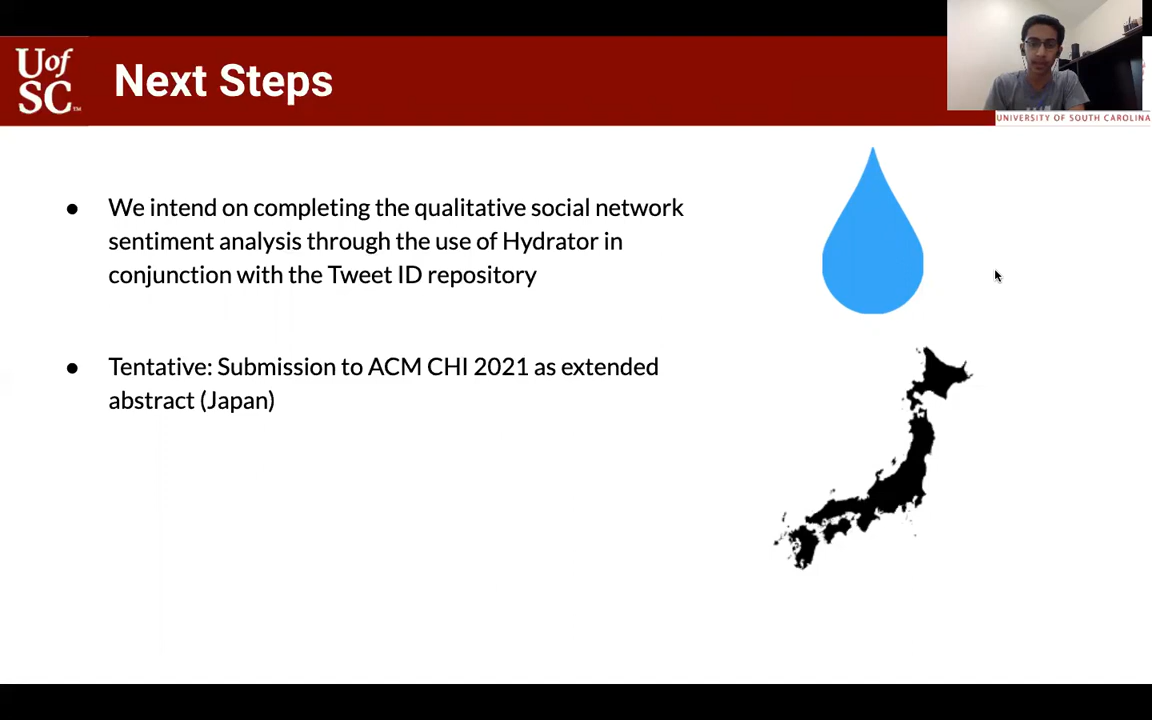 U of
SC™
Next Steps
UNIVERSITY OF SOUTH CAROLINA
● We intend on completing the qualitative social network
sentiment analysis through the use of Hydrator in
conjunction with the Tweet ID repository
● Tentative: Submission to ACM CHI 2021 as extended
abstract (Japan)